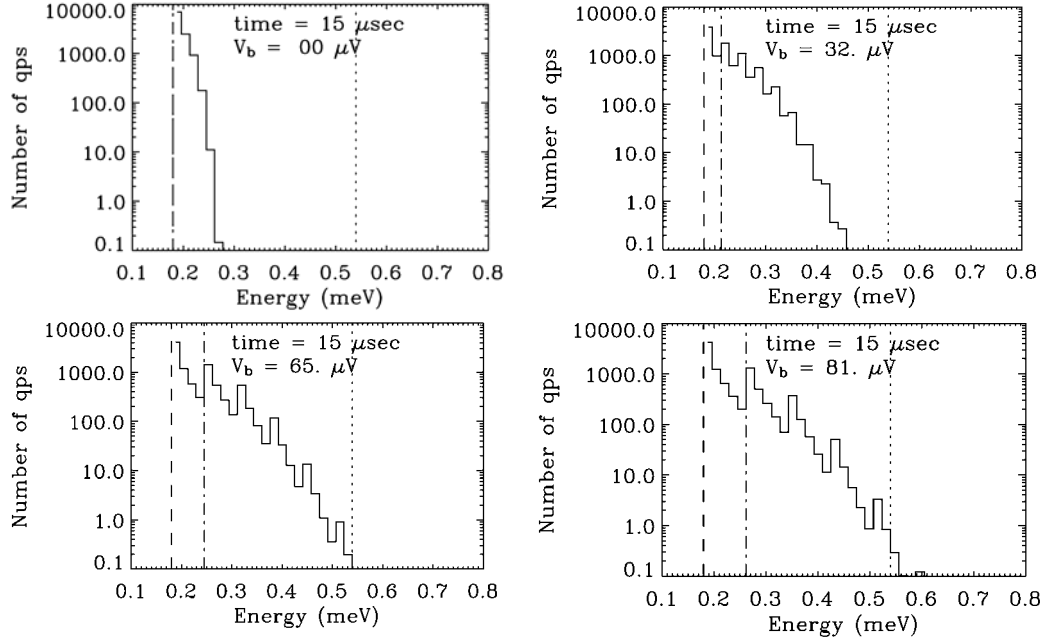 10000.0
1000.0
100.0
10.0
1.0
0.1
Number of qps
time = 15 μsec
V_b = 00 μV
0.1 0.2 0.3 0.4 0.5 0.6 0.7 0.8
Energy (meV)
10000.0
1000.0
100.0
10.0
1.0
0.1
Number of qps
time = 15 μsec
V_b = 32. μV
0.1 0.2 0.3 0.4 0.5 0.6 0.7 0.8
Energy (meV)
10000.0
1000.0
100.0
10.0
1.0
0.1
Number of qps
time = 15 μsec
V_b = 65. μV
0.1 0.2 0.3 0.4 0.5 0.6 0.7 0.8
Energy (meV)
10000.0
1000.0
100.0
10.0
1.0
0.1
Number of qps
time = 15 μsec
V_b = 81. μV
0.1 0.2 0.3 0.4 0.5 0.6 0.7 0.8
Energy (meV)